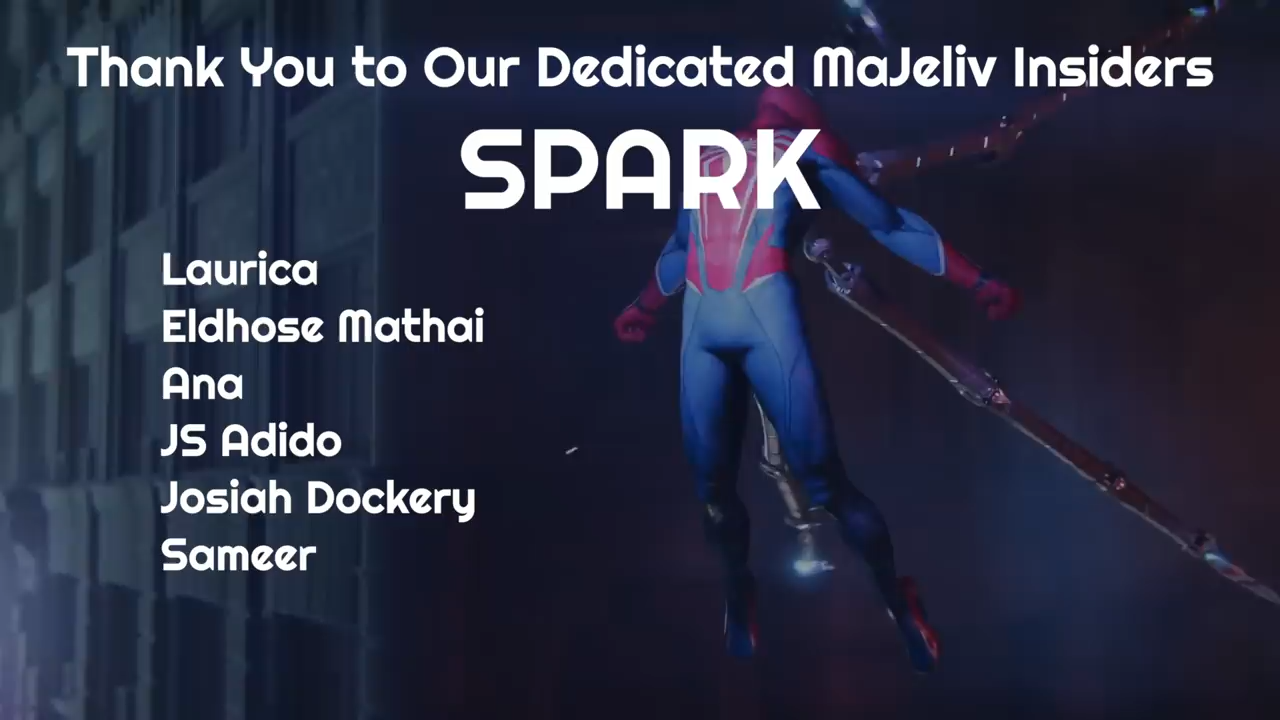 Thank You to Our Dedicated MaJeliv Insiders
SPARK
Laurica
Eldhose Mathai
Ana
JS Adido
Josiah Dockery
Sameer